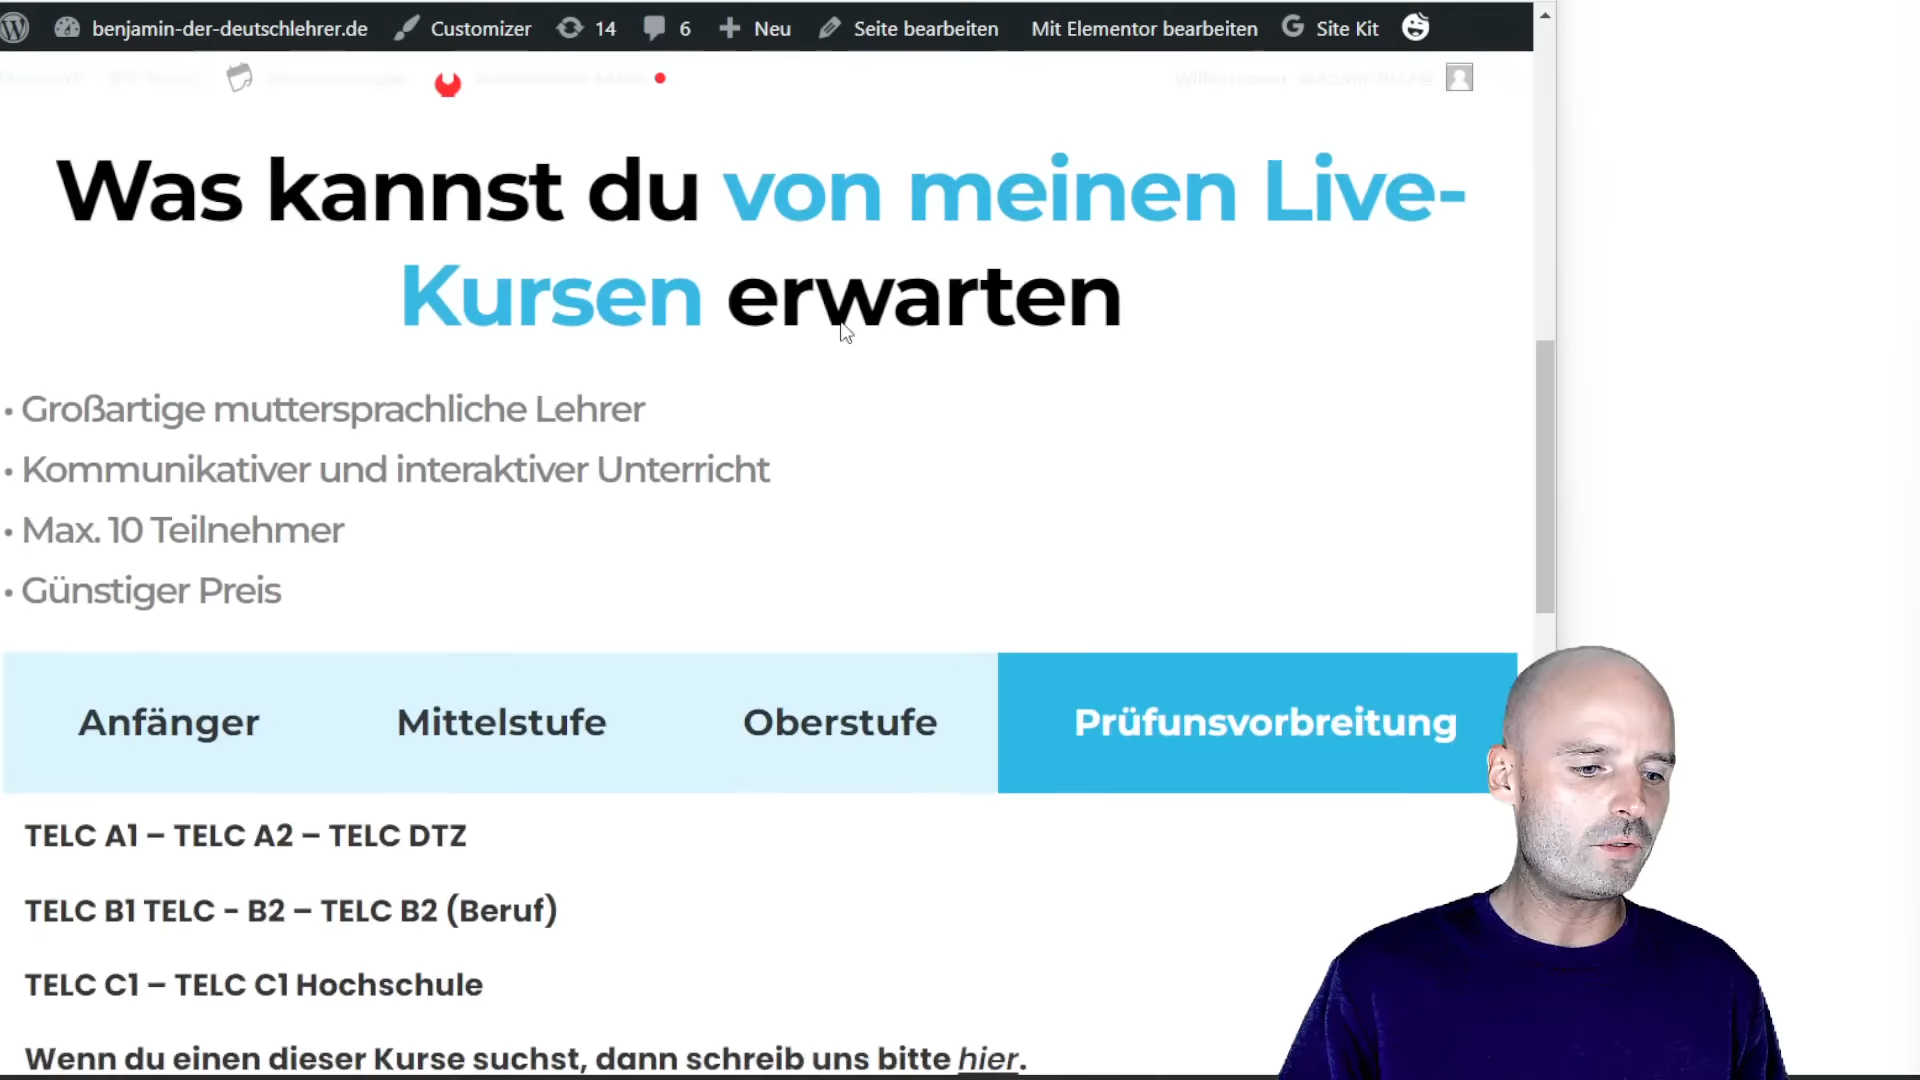 benjamin-der-deutschlehrer.de Customizer 14 6 Neu Seite bearbeiten Mit Elementor bearbeiten Site Kit
Was kannst du von meinen Live-
Kursen erwarten
• Großartige muttersprachliche Lehrer
• Kommunikativer und interaktiver Unterricht
• Max. 10 Teilnehmer
• Günstiger Preis
Anfänger Mittelstufe Oberstufe Prüfunsvorbreitung
TELC A1 – TELC A2 – TELC DTZ
TELC B1 TELC - B2 – TELC B2 (Beruf)
TELC C1 – TELC C1 Hochschule
Wenn du einen dieser Kurse suchst, dann schreib uns bitte hier.